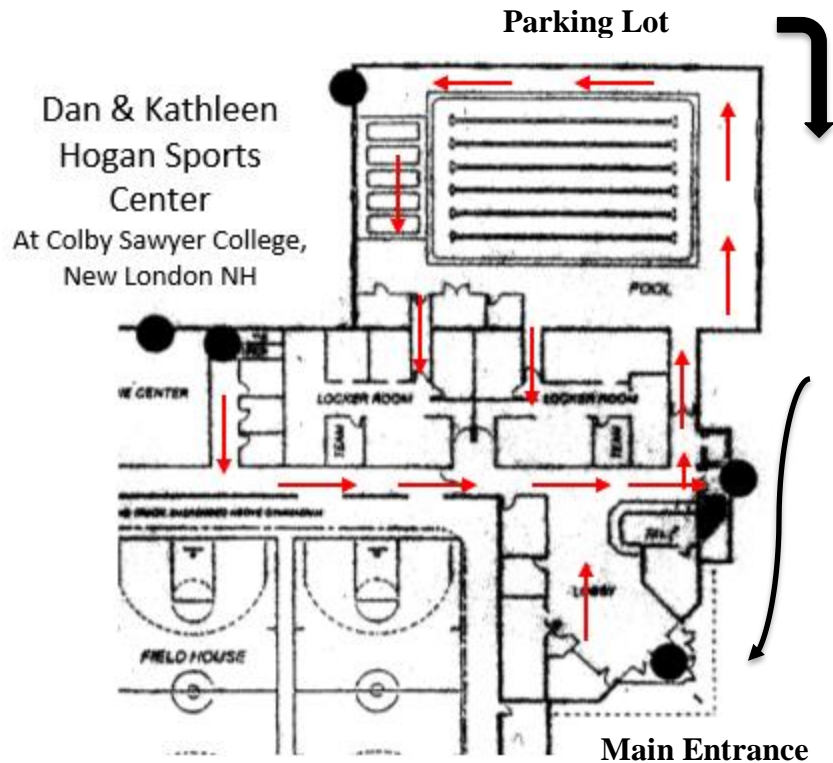 Parking Lot
Dan & Kathleen
Hogan Sports
Center
At Colby Sawyer College,
New London NH
POOL
LOCKER ROOM
LOCKER ROOM
TEAM
TEAM
LOBBY
FIELD HOUSE
Main Entrance